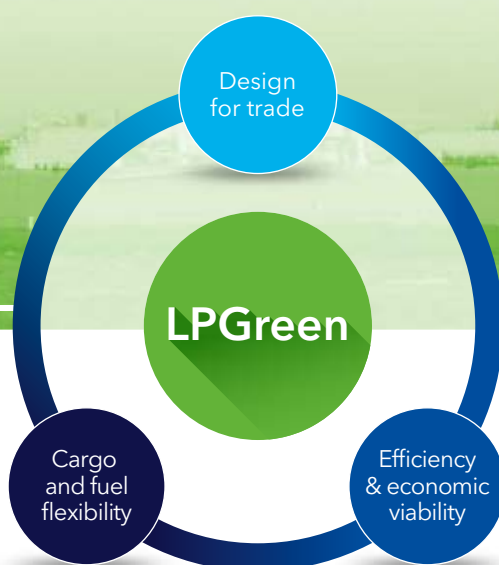 Design
for trade
LPGreen
Cargo
and fuel
flexibility
Efficiency
& economic
viability